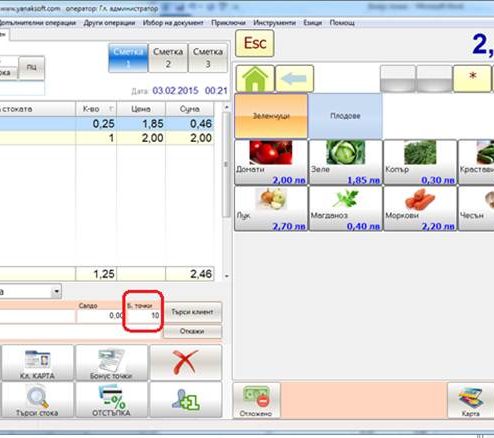 www.yanaksoft.com оператор: Гл. администратор
Допълнителни операции Други операции Избор на документ Приключи Инструменти Езици Помощ
Esc
2,
Сметка 1
Сметка 2
Сметка 3
ПЦ
Дата: 03.02.2015 00:21
стоката К-во Цена Сума
0,25 1,85 0,46
1 2,00 2,00
1,25 2,46
Зеленчуци
Плодове
*
Домати
2,00 лв
Зеле
1,85 лв
Копър
0,30 лв
Краставі
Лук
2,70 лв
Магданоз
0,40 лв
Моркови
2,20 лв
Чесън
Салдо
0,00
Б. точки
10
Търси клиент
Откажи
Кл. КАРТА
Бонус точки
Търси стока
ОТСТЪПКА
Отложено
Карта